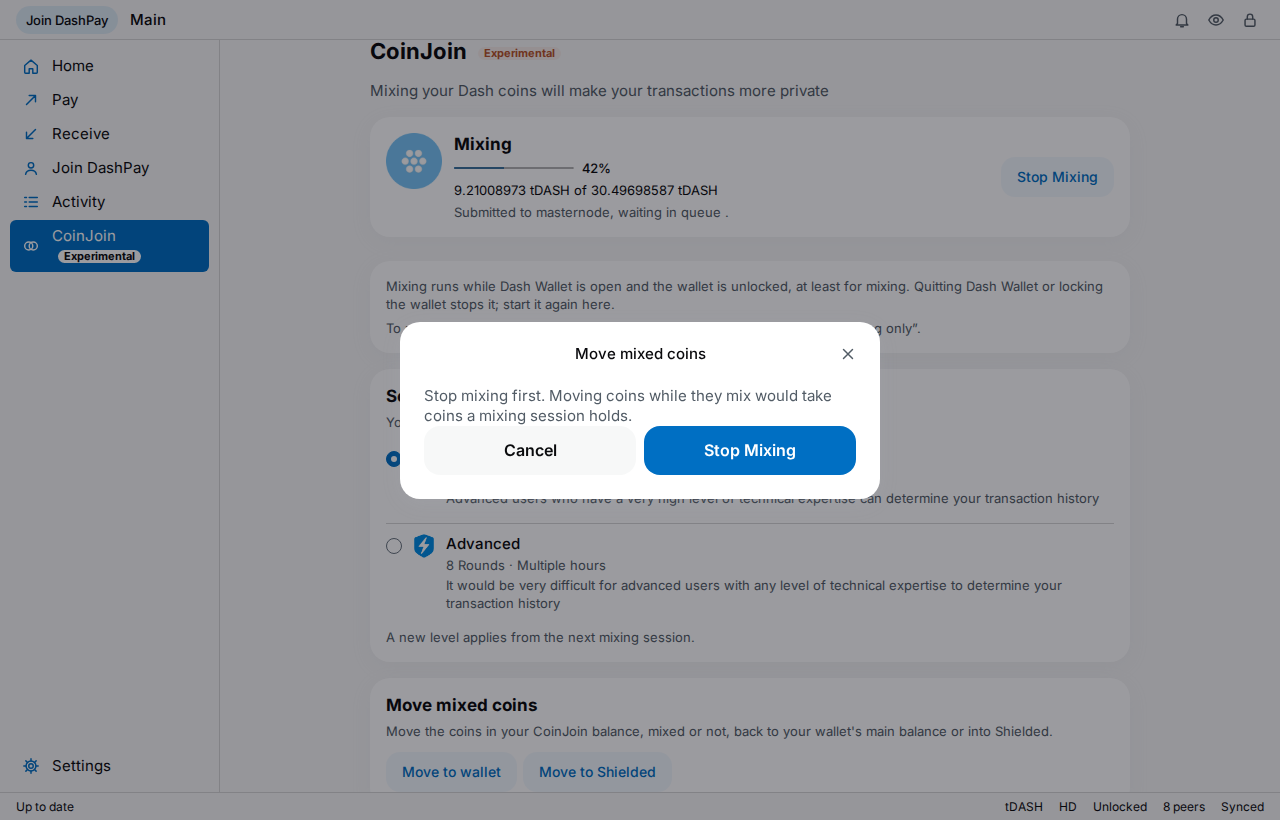 Join DashPay
Main
Home
Pay
Receive
Join DashPay
Activity
CoinJoin
Experimental
Settings
CoinJoin
Experimental
Mixing your Dash coins will make your transactions more private
Mixing
42%
9.21008973 tDASH of 30.49698587 tDASH
Submitted to masternode, waiting in queue .
Stop Mixing
Mixing runs while Dash Wallet is open and the wallet is unlocked, at least for mixing. Quitting Dash Wallet or locking
the wallet stops it; start it again here.
To
only”.
Move mixed coins
Stop mixing first. Moving coins while they mix would take
coins a mixing session holds.
Cancel
Stop Mixing
Advanced users who have a very high level of technical expertise can determine your transaction history
Advanced
8 Rounds · Multiple hours
It would be very difficult for advanced users with any level of technical expertise to determine your
transaction history
A new level applies from the next mixing session.
Move mixed coins
Move the coins in your CoinJoin balance, mixed or not, back to your wallet's main balance or into Shielded.
Move to wallet
Move to Shielded
Up to date
tDASH
HD
Unlocked
8 peers
Synced